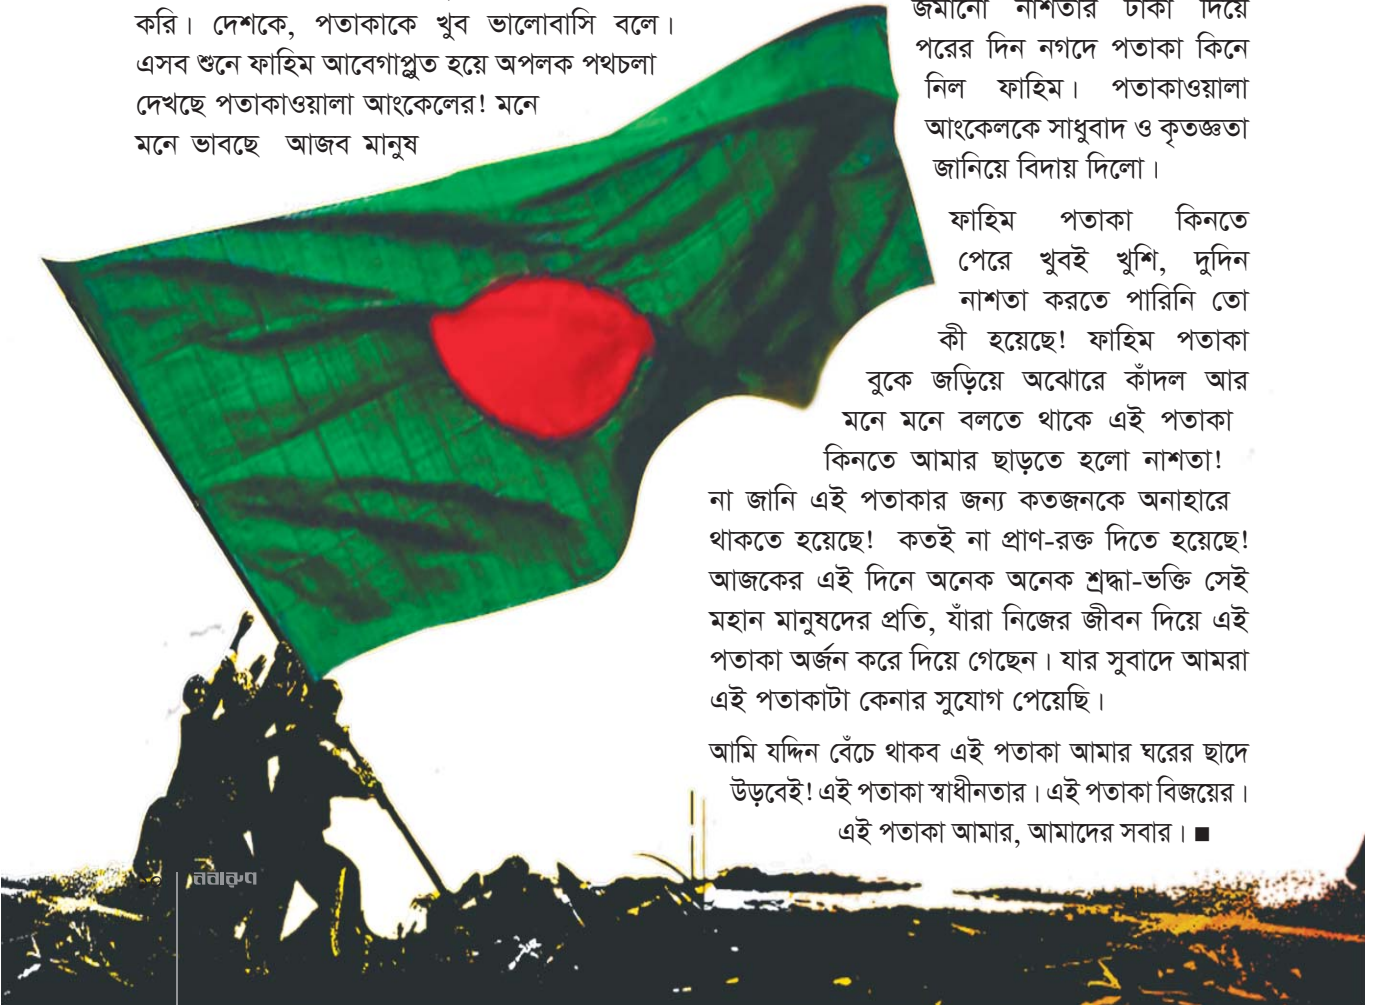 করি। দেশকে, পতাকাকে খুব ভালোবাসি বলে।
এসব শুনে ফাহিম আবেগাপ্লুত হয়ে অপলক পথচলা
দেখছে পতাকাওয়ালা আংকেলের! মনে
মনে ভাবছে আজব মানুষ
জমানো নাশতার টাকা দিয়ে
পরের দিন নগদে পতাকা কিনে
নিল ফাহিম। পতাকাওয়ালা
আংকেলকে সাধুবাদ ও কৃতজ্ঞতা
জানিয়ে বিদায় দিলো।
ফাহিম পতাকা কিনতে
পেরে খুবই খুশি, দুদিন
নাশতা করতে পারিনি তো
কী হয়েছে! ফাহিম পতাকা
বুকে জড়িয়ে অঝোরে কাঁদল আর
মনে মনে বলতে থাকে এই পতাকা
কিনতে আমার ছাড়তে হলো নাশতা!
না জানি এই পতাকার জন্য কতজনকে অনাহারে
থাকতে হয়েছে! কতই না প্রাণ-রক্ত দিতে হয়েছে!
আজকের এই দিনে অনেক অনেক শ্রদ্ধা-ভক্তি সেই
মহান মানুষদের প্রতি, যাঁরা নিজের জীবন দিয়ে এই
পতাকা অর্জন করে দিয়ে গেছেন। যার সুবাদে আমরা
এই পতাকাটা কেনার সুযোগ পেয়েছি।
আমি যদ্দিন বেঁচে থাকব এই পতাকা আমার ঘরের ছাদে
উড়বেই! এই পতাকা স্বাধীনতার। এই পতাকা বিজয়ের।
এই পতাকা আমার, আমাদের সবার। ■
নবারুণ